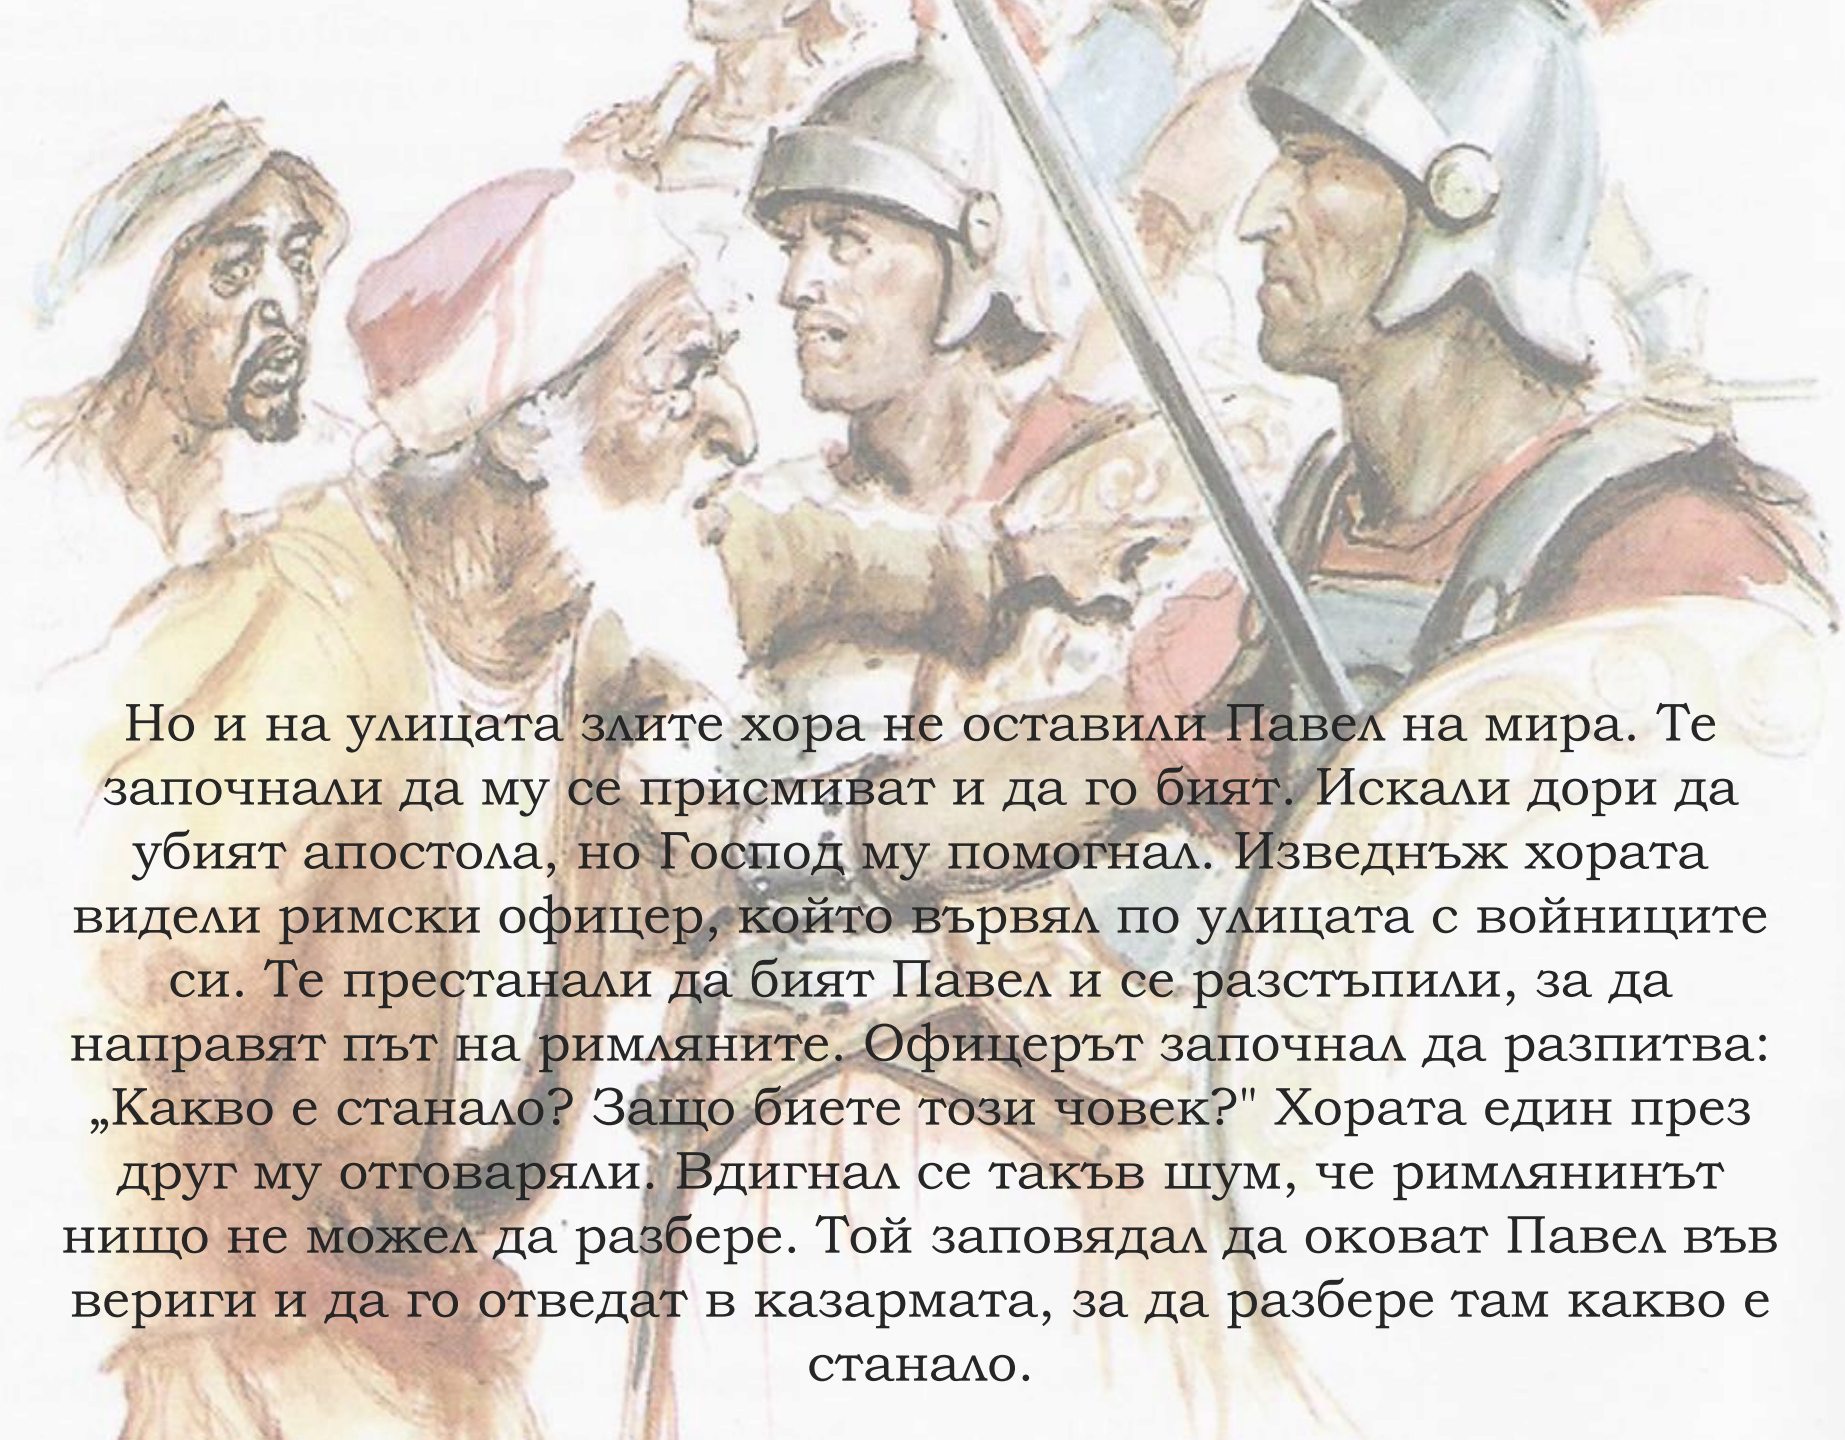 Но и на улицата злите хора не оставили Павел на мира. Те
започнали да му се присмиват и да го бият. Искали дори да
убият апостола, но Господ му помогнал. Изведнъж хората
видели римски офицер, който вървял по улицата с войниците
си. Те престанали да бият Павел и се разстъпили, за да
направят път на римляните. Офицерът започнал да разпитва:
„Какво е станало? Защо биете този човек?" Хората един през
друг му отговаряли. Вдигнал се такъв шум, че римлянинът
нищо не можел да разбере. Той заповядал да оковат Павел във
вериги и да го отведат в казармата, за да разбере там какво е
станало.